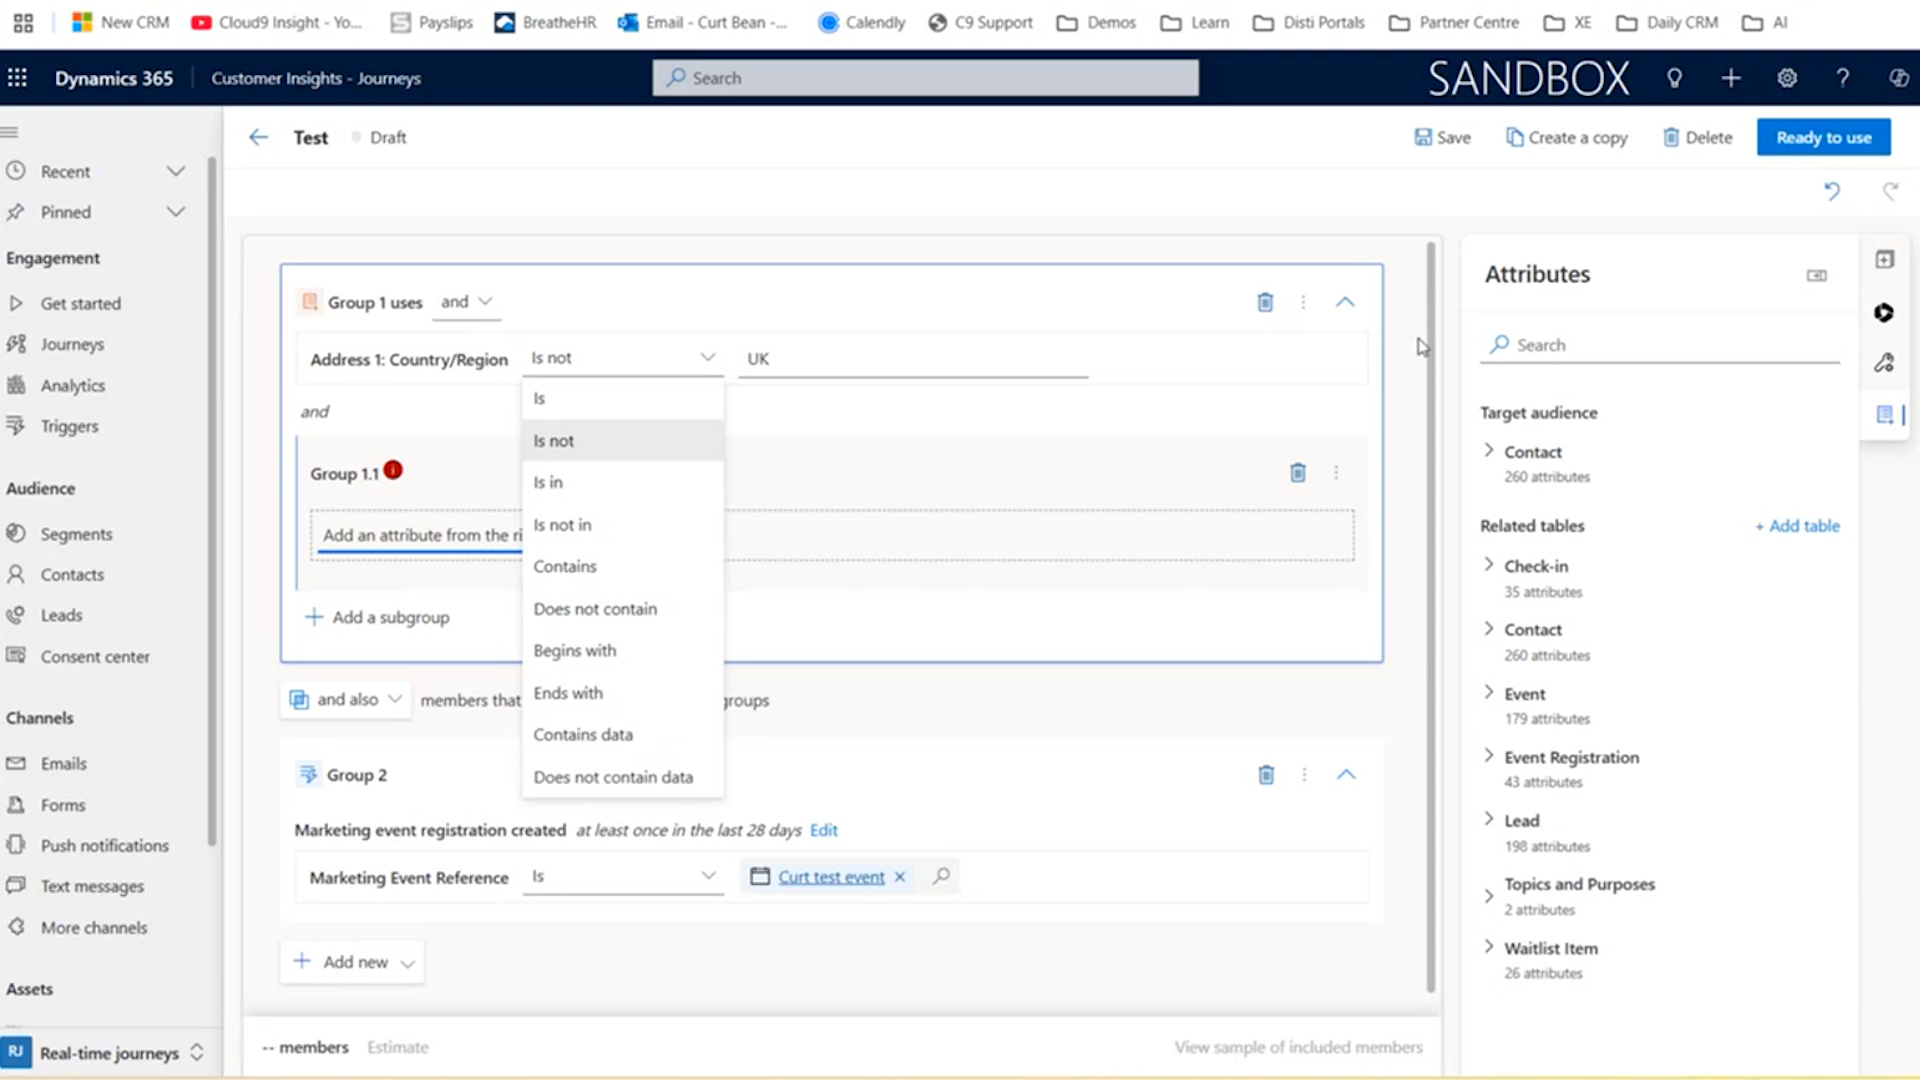 New CRM
Cloud9 Insight - Yo...
Payslips
BreatheHR
Email - Curt Bean -...
Calendly
C9 Support
Demos
Learn
Disti Portals
Partner Centre
XE
Daily CRM
AI
Dynamics 365
Customer Insights - Journeys
Search
SANDBOX
Test
Draft
Save
Create a copy
Delete
Ready to use
Recent
Pinned
Engagement
Get started
Journeys
Analytics
Triggers
Audience
Segments
Contacts
Leads
Consent center
Channels
Emails
Forms
Push notifications
Text messages
More channels
Assets
RJ Real-time journeys
Group 1 uses and
Address 1: Country/Region Is not UK
and
Group 1.1
Add an attribute from the ri
Add a subgroup
Is
Is not
Is in
Is not in
Contains
Does not contain
Begins with
Ends with
Contains data
Does not contain data
and also members that groups
Group 2
Marketing event registration created at least once in the last 28 days Edit
Marketing Event Reference Is Curt test event
Add new
-- members Estimate
View sample of included members
Attributes
Search
Target audience
Contact
260 attributes
Related tables + Add table
Check-in
35 attributes
Contact
260 attributes
Event
179 attributes
Event Registration
43 attributes
Lead
198 attributes
Topics and Purposes
2 attributes
Waitlist Item
26 attributes